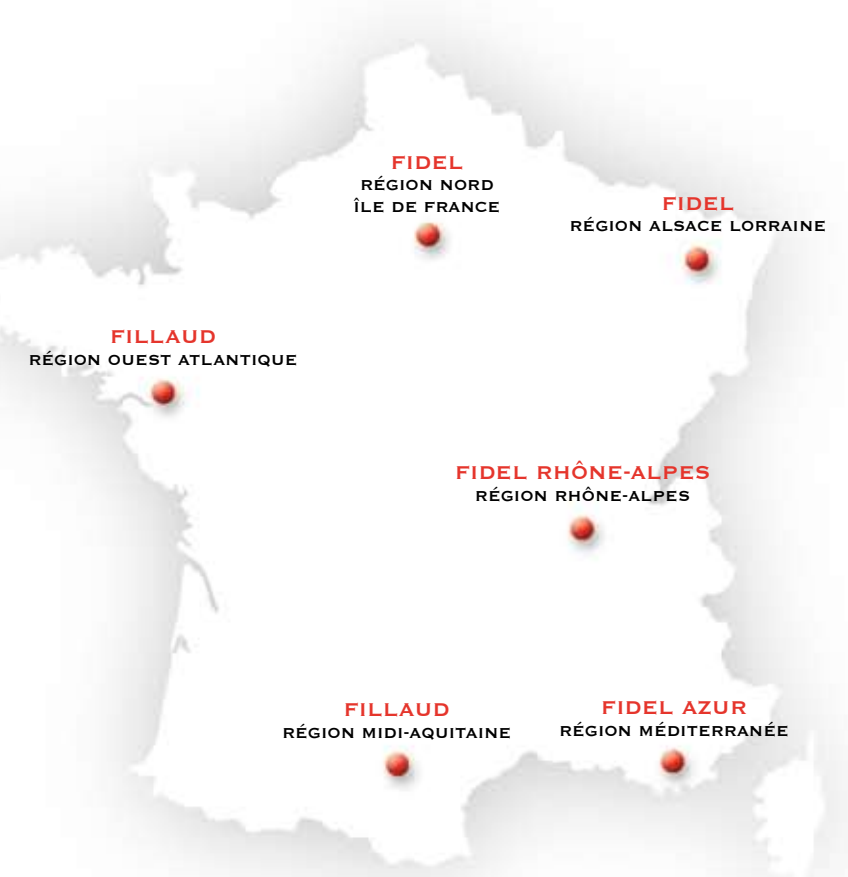 FIDEL
RÉGION NORD
ÎLE DE FRANCE
FIDEL
RÉGION ALSACE LORRAINE
FILLAUD
RÉGION OUEST ATLANTIQUE
FIDEL RHÔNE-ALPES
RÉGION RHÔNE-ALPES
FILLAUD
RÉGION MIDI-AQUITAINE
FIDEL AZUR
RÉGION MÉDITERRANÉE